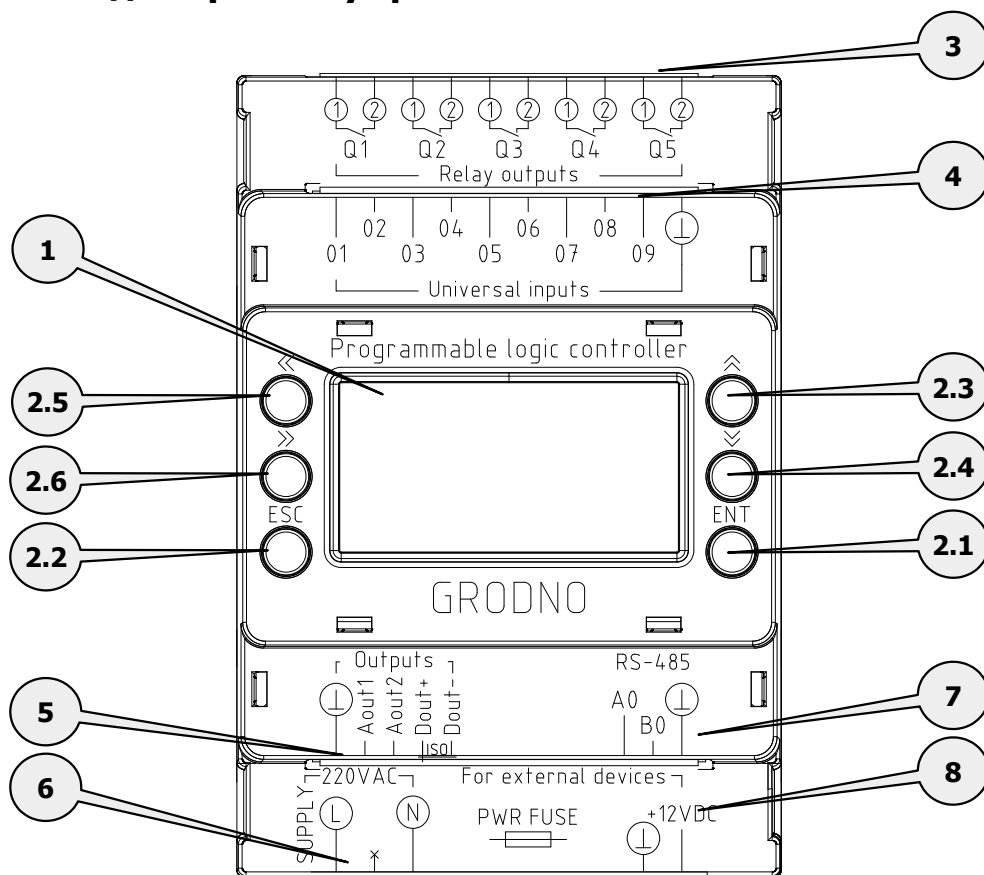 3
1 2 1 2 1 2 1 2 1 2
Q1 Q2 Q3 Q4 Q5
Relay outputs
4
01 02 03 04 05 06 07 08 09
Universal inputs
1
Programmable logic controller
2.5
2.3
2.6
2.4
ESC
ENT
2.2
2.1
GRODNO
Outputs
RS-485
Aout1
Aout2
Dout+
Dout-
ISO
A0
B0
5
7
220VAC
For external devices
6
8
SUPPLY
L
N
PWR FUSE
+12VDC